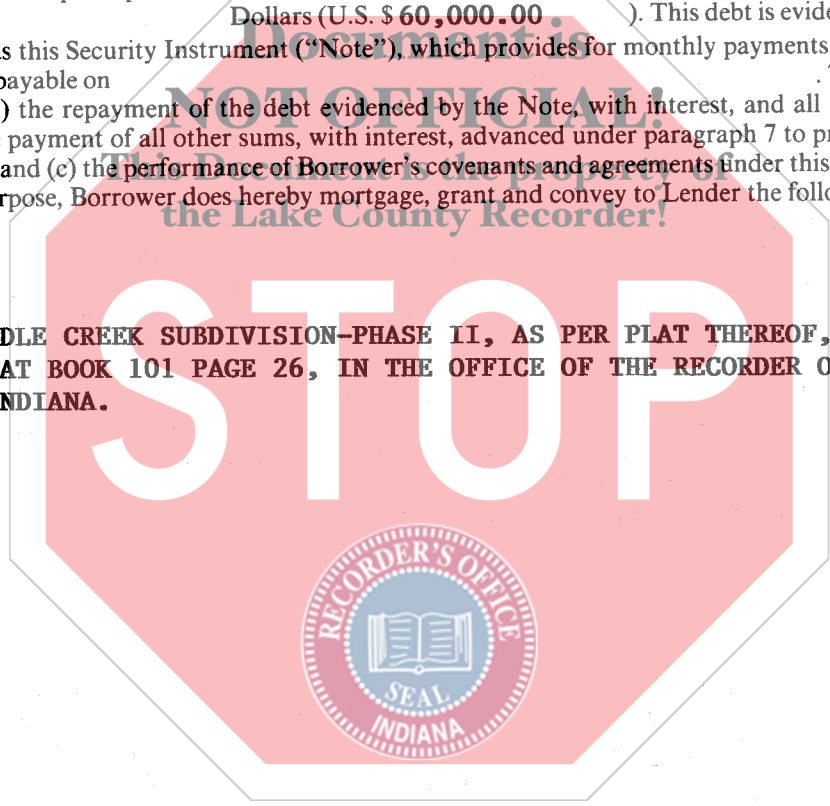 Dollars (U.S. $ 60,000.00 ). This debt is evide
Document is
s this Security Instrument ("Note"), which provides for monthly payments,
payable on
NOT OFFICIAL!
) the repayment of the debt evidenced by the Note, with interest, and all
payment of all other sums, with interest, advanced under paragraph 7 to pr
This Document is the property of
and (c) the performance of Borrower's covenants and agreements under this
rpose, Borrower does hereby mortgage, grant and convey to Lender the follo
the Lake County Recorder!
STOP
DLE CREEK SUBDIVISION-PHASE II, AS PER PLAT THEREOF,
AT BOOK 101 PAGE 26, IN THE OFFICE OF THE RECORDER O
NDIANA.
RECORDER'S OFFICE
SEAL
INDIANA